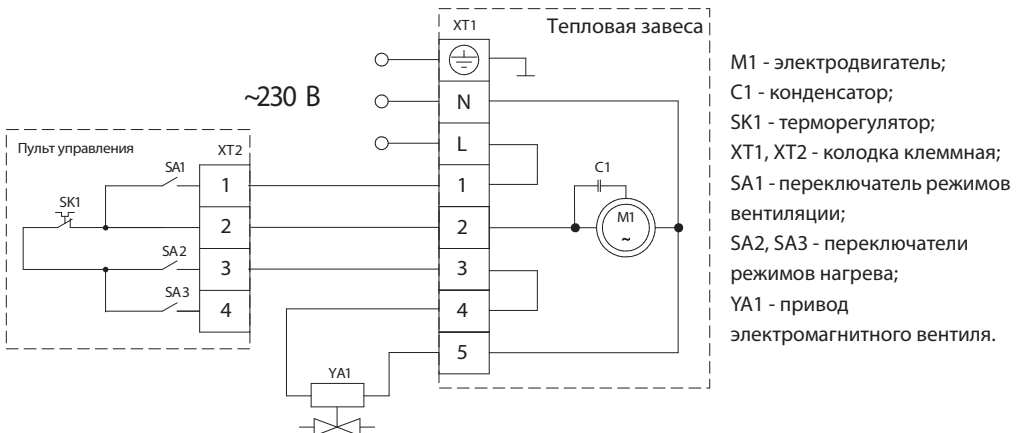 XT1
Тепловая завеса
~230 В
N
L
1
2
3
4
5
C1
M1
~
Пульт управления
XT2
SA1
SK1
SA2
SA3
1
2
3
4
YA1
M1 - электродвигатель;
C1 - конденсатор;
SK1 - терморегулятор;
XT1, XT2 - колодка клеммная;
SA1 - переключатель режимов
вентиляции;
SA2, SA3 - переключатели
режимов нагрева;
YA1 - привод
электромагнитного вентиля.